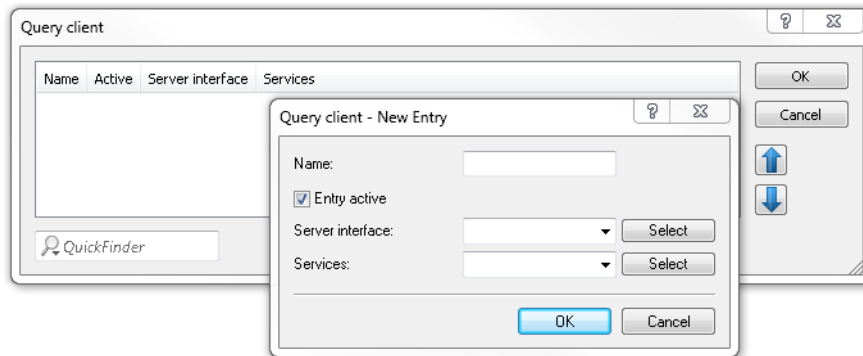 Query client
Name Active Server interface Services
OK
Cancel
QuickFinder
Query client - New Entry
Name:
Entry active
Server interface: Select
Services: Select
OK Cancel